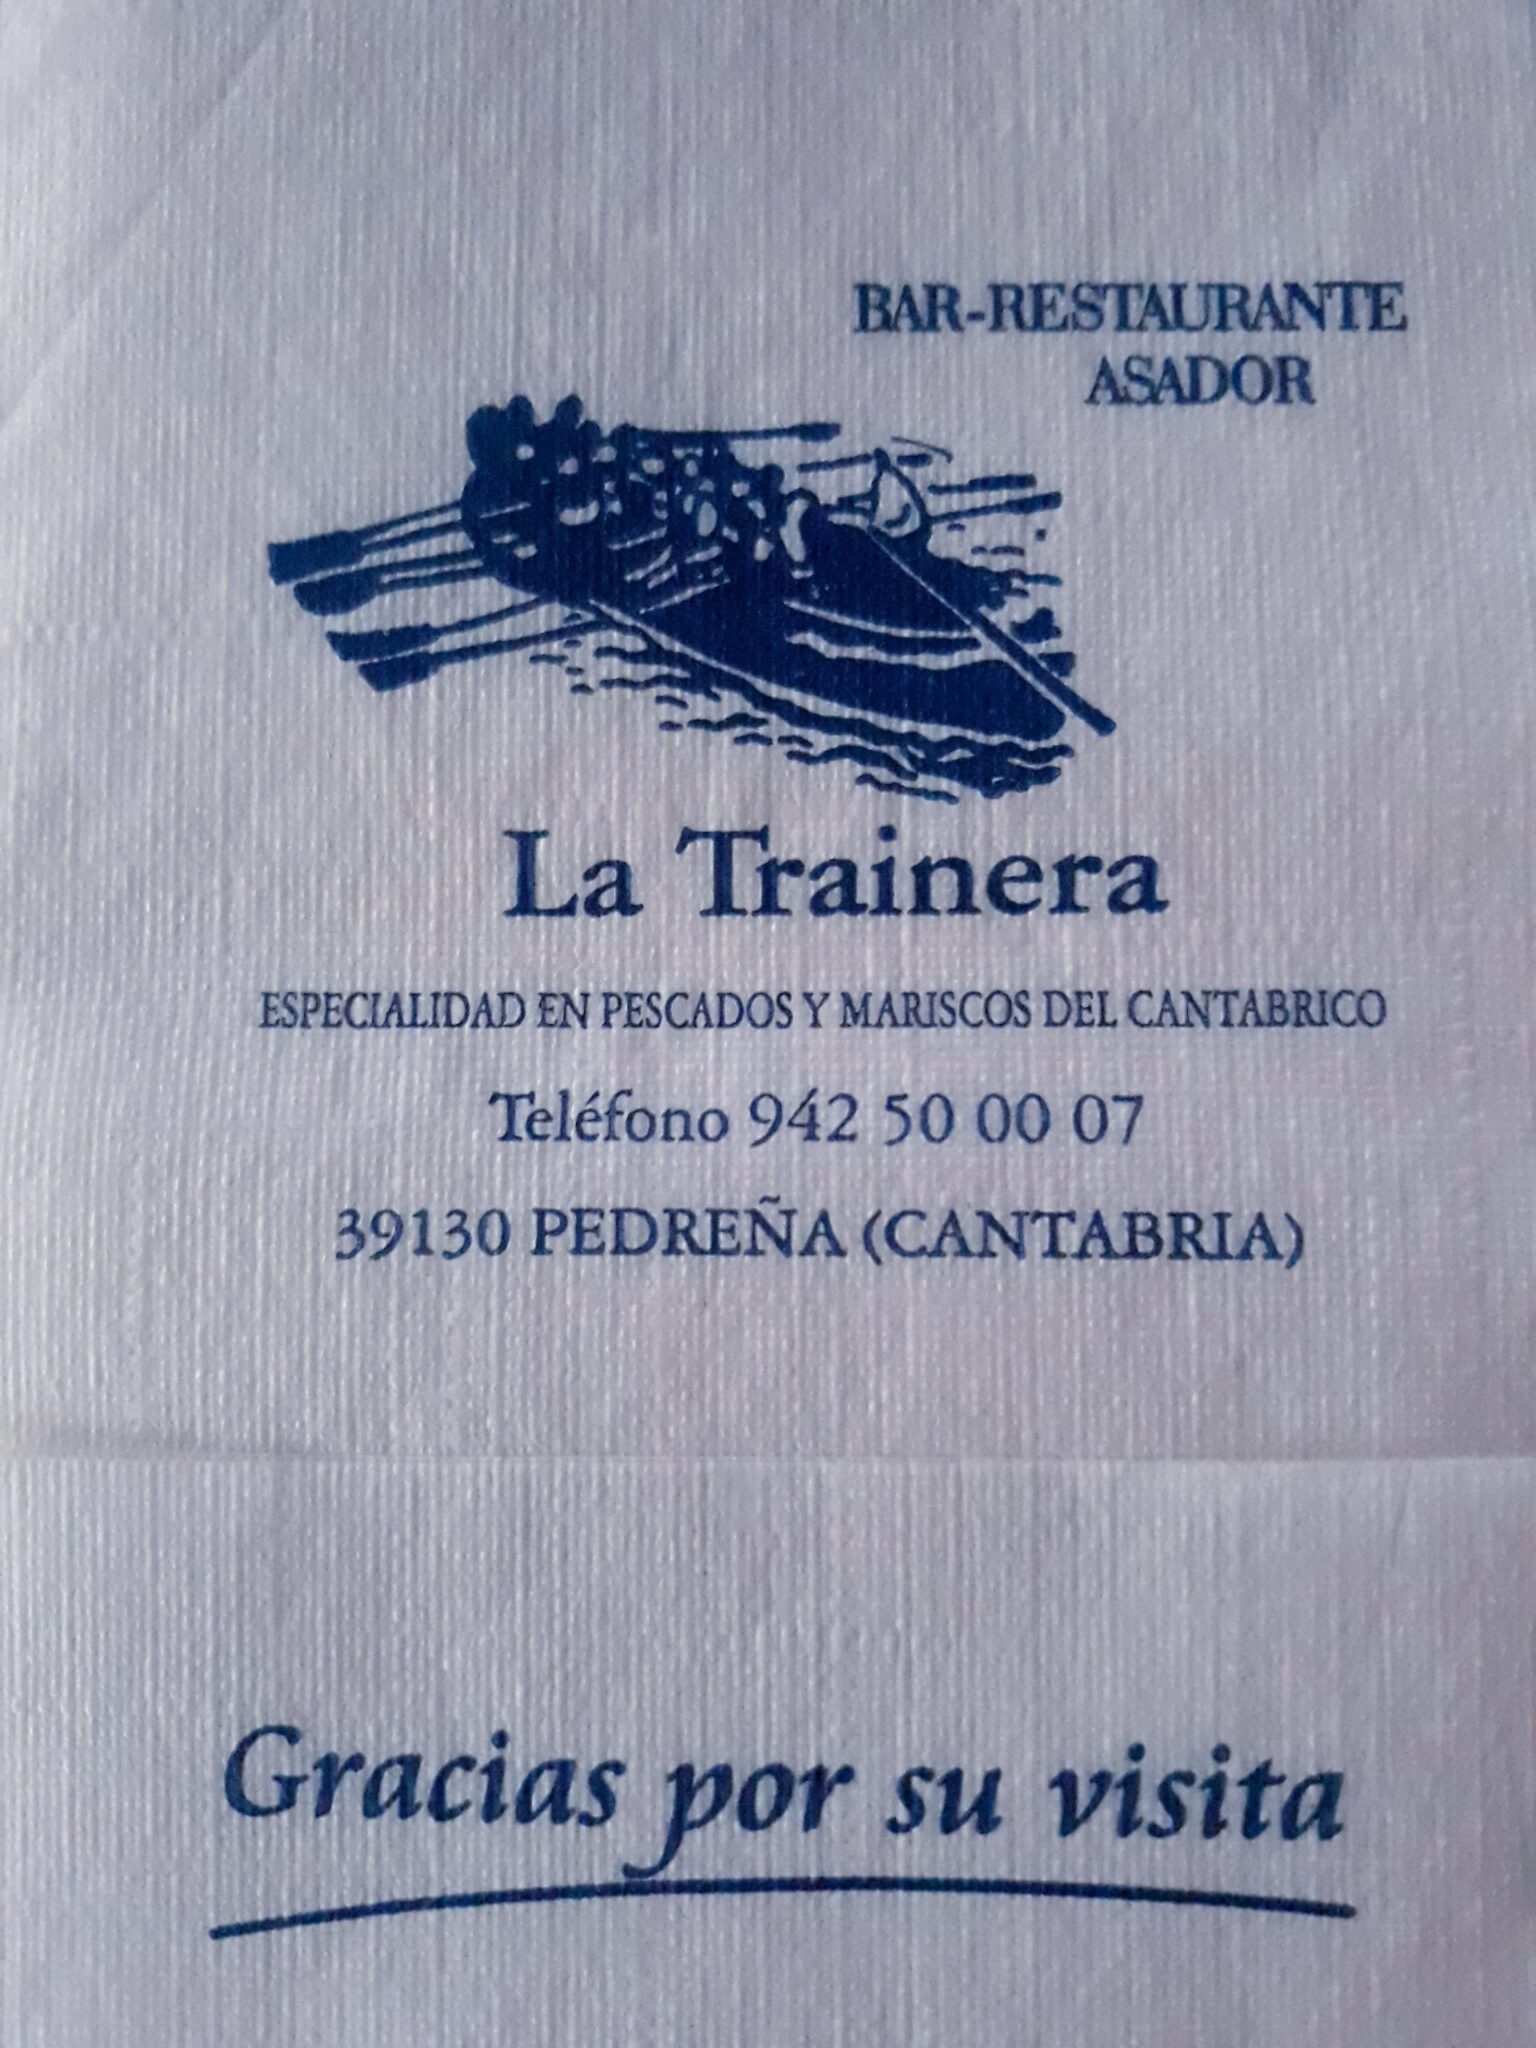 BAR-RESTAURANTE
ASADOR
La Trainera
ESPECIALIDAD EN PESCADOS Y MARISCOS DEL CANTABRICO
Teléfono 942 50 00 07
39130 PEDREÑA (CANTABRIA)
Gracias por su visita